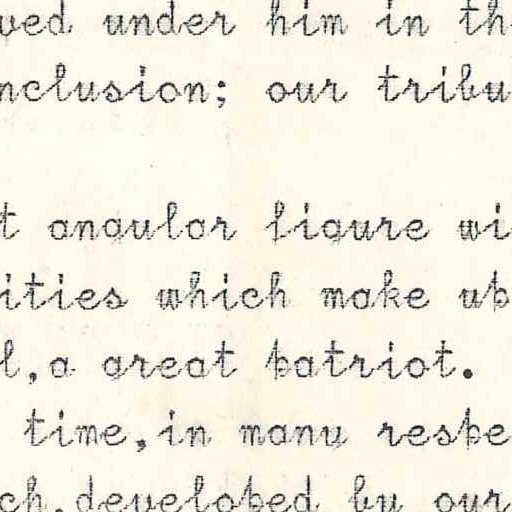 ved under him in th
nclusion; our tribu
t angular figure wi
ities which make up
l,a great patriot.
time,in many respe
ch,developed by our